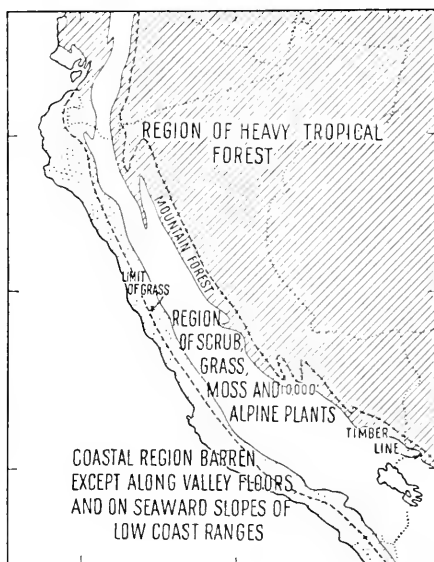 REGION OF HEAVY TROPICAL
FOREST
MOUNTAIN FOREST
LIMIT
OF GRASS
REGION
OF SCRUB,
GRASS,
MOSS AND
10,000'
ALPINE PLANTS
TIMBER
LINE
COASTAL REGION BARREN
EXCEPT ALONG VALLEY FLOORS
AND ON SEAWARD SLOPES OF
LOW COAST RANGES